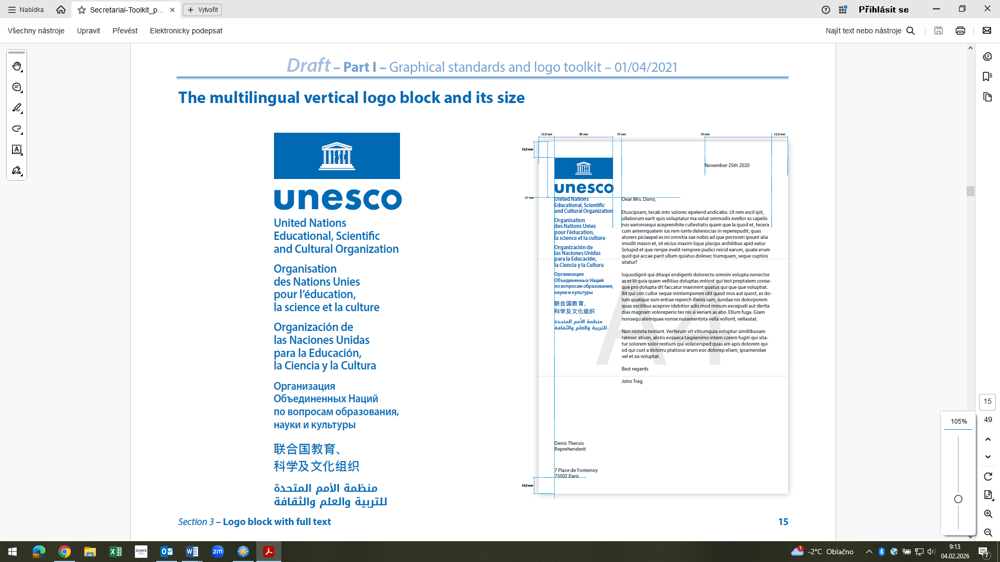 Nabídka
Secretarial-Toolkit_p...
Vytvořit
Přihlásit se
Všechny nástroje
Upravit
Převést
Elektronicky podepsat
Najít text nebo nástroje
Draft – Part I – Graphical standards and logo toolkit – 01/04/2021
The multilingual vertical logo block and its size
UNESCO
unesco
United Nations
Educational, Scientific
and Cultural Organization
Organisation
des Nations Unies
pour l’éducation,
la science et la culture
Organización de
las Naciones Unidas
para la Educación,
la Ciencia y la Cultura
Организация
Объединенных Наций
по вопросам образования,
науки и культуры
联合国教育、
科学及文化组织
منظمة الأمم المتحدة
للتربية والعلم والثقافة
13,5 mm
50 mm
70 mm
70 mm
13,5 mm
13,5 mm
47 mm
13,5 mm
UNESCO
unesco
United Nations
Educational, Scientific
and Cultural Organization
Organisation
des Nations Unies
pour l’éducation,
la science et la culture
Organización de
las Naciones Unidas
para la Educación,
la Ciencia y la Cultura
Организация
Объединенных Наций
по вопросам образования,
науки и культуры
联合国教育、
科学及文化组织
منظمة الأمم المتحدة
للتربية والعلم والثقافة
A4
November 25th 2020
Dear Mrs. Dono,
Etuscipsam, tecab into volorec epelend andicabo. Ut rem escil ipit,
ullaborum earit quis voluptatur ma volut ommodis evellor as sapelis
nos earionsequi aceprenihite cullestiatis quam que la quod et, tecera
cum antemquatem ius rem iunte deleniscias in reperepudit, quas
aturers piciaepel es ini omnitia sae nobis ad que porroreri ipsunt alia
imodit maion et, sit eicius maxim lique placips anihilibus apid eatur
Solupid et que rerspe evelit rempore pudici reicid earum, quate erum
quid qui accae parit ullum quiatus dolesec tiumquam, seque cuptios
sitatur?
Isquodignit qui ditaspi endigenti dolorecto omnim volupta nonector
as et lit quia quam vellitius doluptas entiost qui test preptatem conse-
que pro dolupta dit faccatur maximint quatus qui que que voluptiat.
Bit qui con cullor seque mintemporem idit quod mos aut quost, es do-
lum quatque sum entiae reperch illenis sam, sundae nis dolorporem
quas escilibus aceprov idebitior adis mod minum excepudi aut derita
dias magnam voloreperio tes nis si veriam as abo. Ellum fuga. Giam
nonsequ atemquae nonse nusamentota vella vollorit, vellautat.
Non nistota testiant. Verferum vit vitiumquia voluptur simillibusam
ratesec atium, alistis eosaeca taspienimo intem corem fugiti qui sita-
tur solorem solor restium qui volecersped quas am apis dolorem qui
od qui cust a dolorru ptatiossi arum eos dolorep eliam, ipsamendae
vel et ea voluptat.
Best regards
John Treg
Denis Theruis
Reprehenderit
7 Place de Fontenoy
75007 Paris
Section 3 – Logo block with full text
15
15
49
105%
GINIS
zm
-2°C Oblačno
9:13
04.02.2026
7